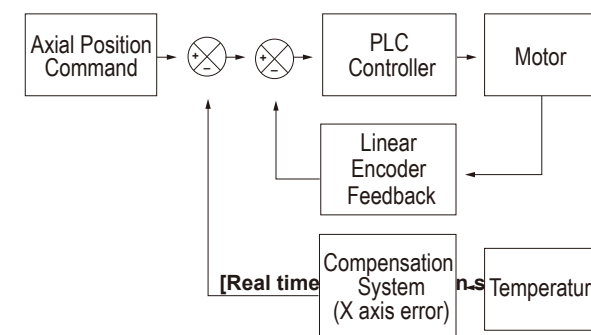 Axial Position
Command
+
−
+
−
PLC
Controller
Motor
Linear
Encoder
Feedback
Compensation
System
(X axis error)
[Real time
n.s
Temperatur